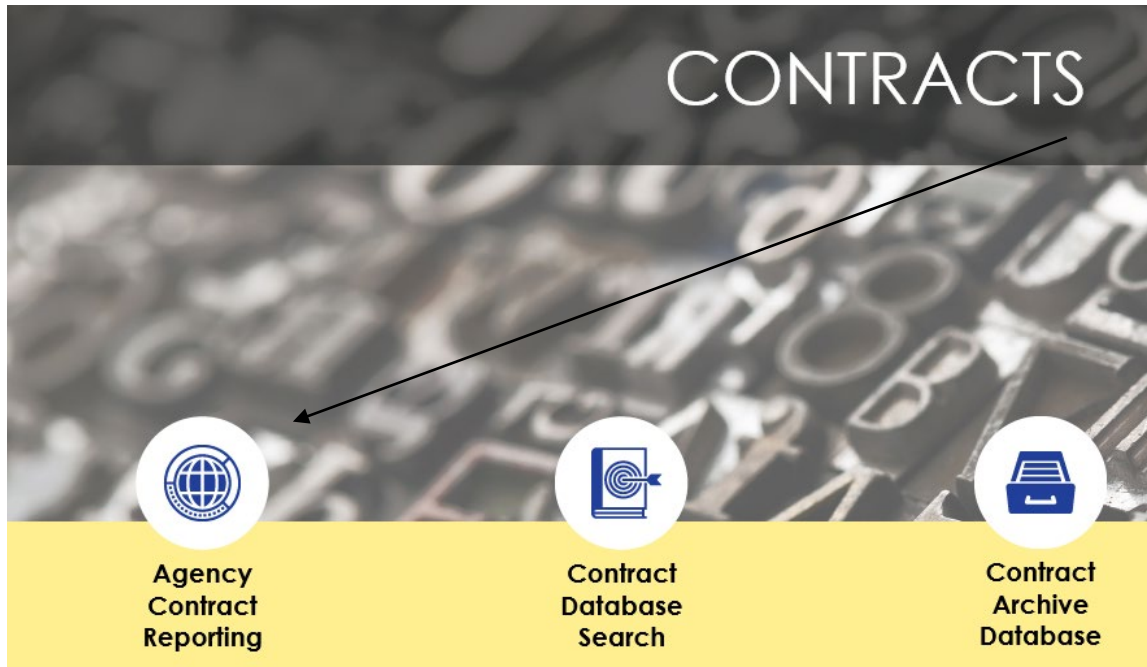 CONTRACTS
Agency
Contract
Reporting
Contract
Database
Search
Contract
Archive
Database